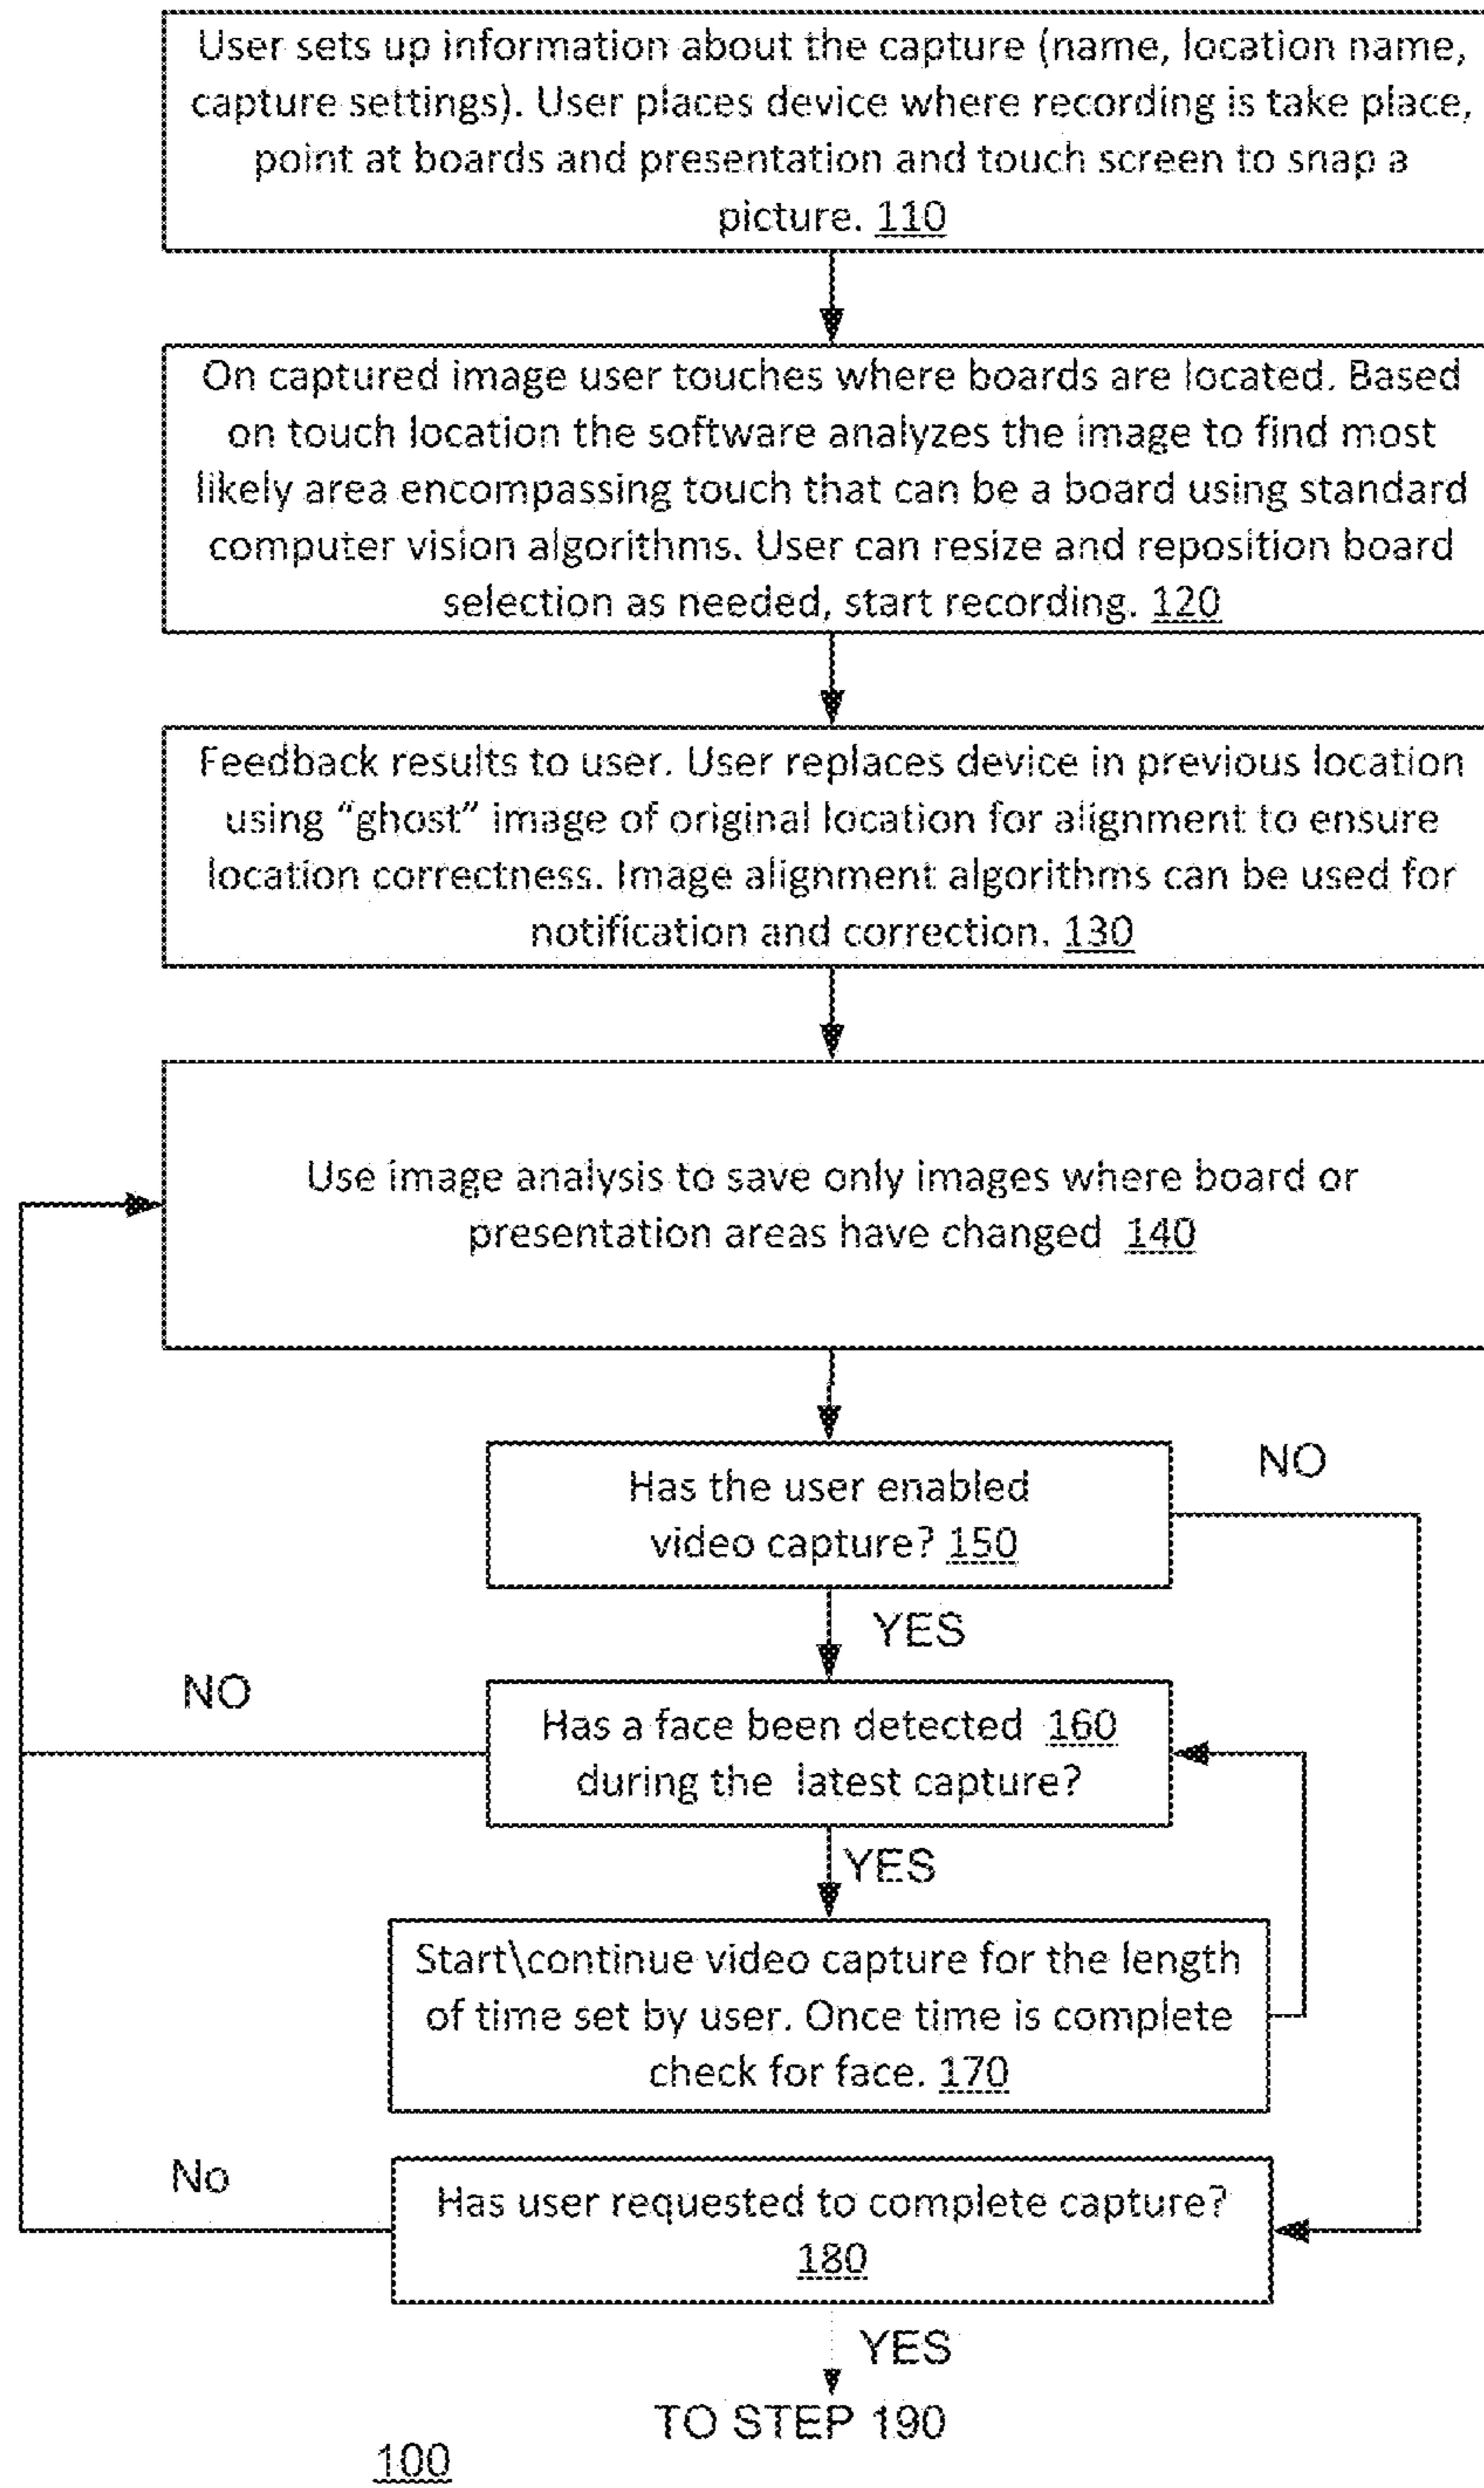 User sets up information about the capture (name, location name,
capture settings). User places device where recording is take place,
point at boards and presentation and touch screen to snap a
picture. 110
On captured image user touches where boards are located. Based
on touch location the software analyzes the image to find most
likely area encompassing touch that can be a board using standard
computer vision algorithms. User can resize and reposition board
selection as needed, start recording. 120
Feedback results to user. User replaces device in previous location
using “ghost” image of original location for alignment to ensure
location correctness. Image alignment algorithms can be used for
notification and correction. 130
Use image analysis to save only images where board or
presentation areas have changed 140
NO
Has the user enabled
video capture? 150
YES
NO
Has a face been detected 160
during the latest capture?
YES
Start\continue video capture for the length
of time set by user. Once time is complete
check for face. 170
No
Has user requested to complete capture?
180
YES
TO STEP 190
100